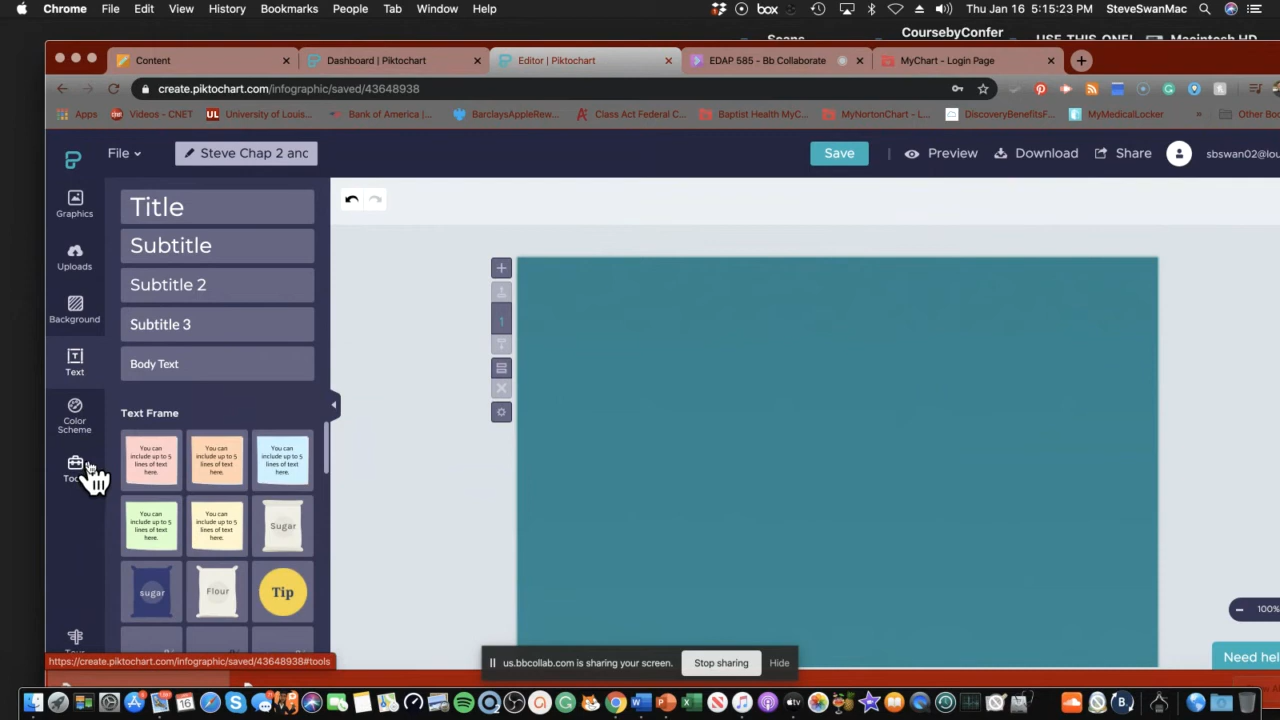 Chrome File Edit View History Bookmarks People Tab Window Help box Thu Jan 16 5:15:23 PM SteveSwanMac
Scans CoursebyConfer USE THIS ONE! Macintosh HD
Content Dashboard | Piktochart Editor | Piktochart EDAP 585 - Bb Collaborate MyChart - Login Page
create.piktochart.com/infographic/saved/43648938
Apps Videos - CNET University of Louis... Bank of America |... BarclaysAppleRew... Class Act Federal C... Baptist Health MyC... MyNortonChart - L... DiscoveryBenefitsF... MyMedicalLocker » Other Bo
File Steve Chap 2 anc Save Preview Download Share sbswan02@lou
Graphics
Uploads
Background
Text
Color
Scheme
Title
Subtitle
Subtitle 2
Subtitle 3
Body Text
Text Frame
You can include up to 5 lines of text here.
You can include up to 5 lines of text here.
You can include up to 5 lines of text here.
You can include up to 5 lines of text here.
You can include up to 5 lines of text here.
Sugar
sugar
Flour
Tip
1
100%
https://create.piktochart.com/infographic/saved/43648938#tools
us.bbcollab.com is sharing your screen. Stop sharing Hide
Need hel